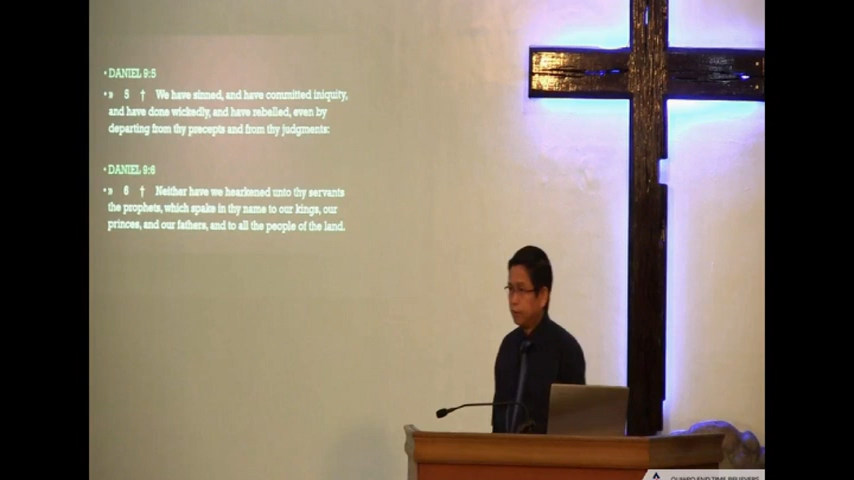 • DANIEL 9:5
• » 5 † We have sinned, and have committed iniquity,
and have done wickedly, and have rebelled, even by
departing from thy precepts and from thy judgments:
• DANIEL 9:6
• » 6 † Neither have we hearkened unto thy servants
the prophets, which spake in thy name to our kings, our
princes, and our fathers, and to all the people of the land.
TIME BELIEVERS